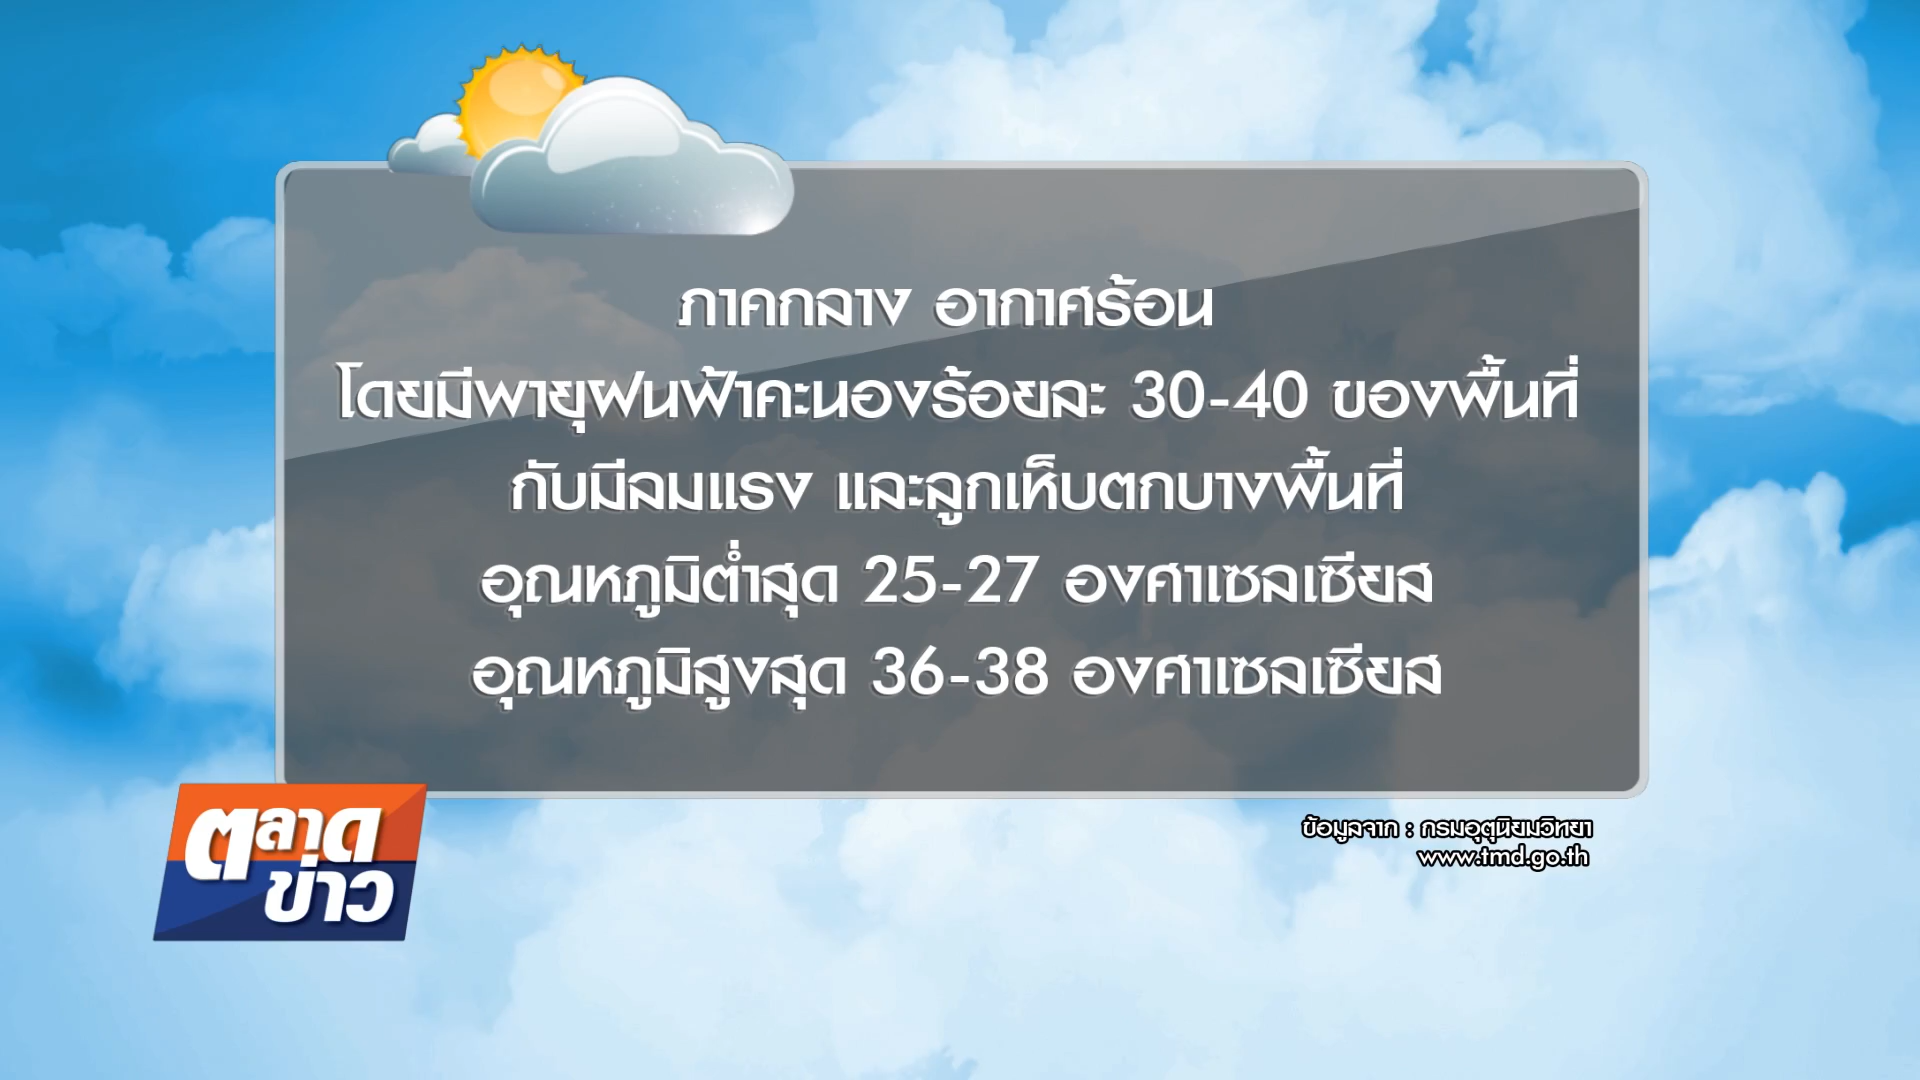 ภาคกลาง อากาศร้อน
โดยมีพายุฝนฟ้าคะนองร้อยละ 30-40 ของพื้นที่
กับมีลมแรง และลูกเห็บตกบางพื้นที่
อุณหภูมิต่ำสุด 25-27 องศาเซลเซียส
อุณหภูมิสูงสุด 36-38 องศาเซลเซียส
ข้อมูลจาก : กรมอุตุนิยมวิทยา
www.tmd.go.th
ตลาด
ข่าว